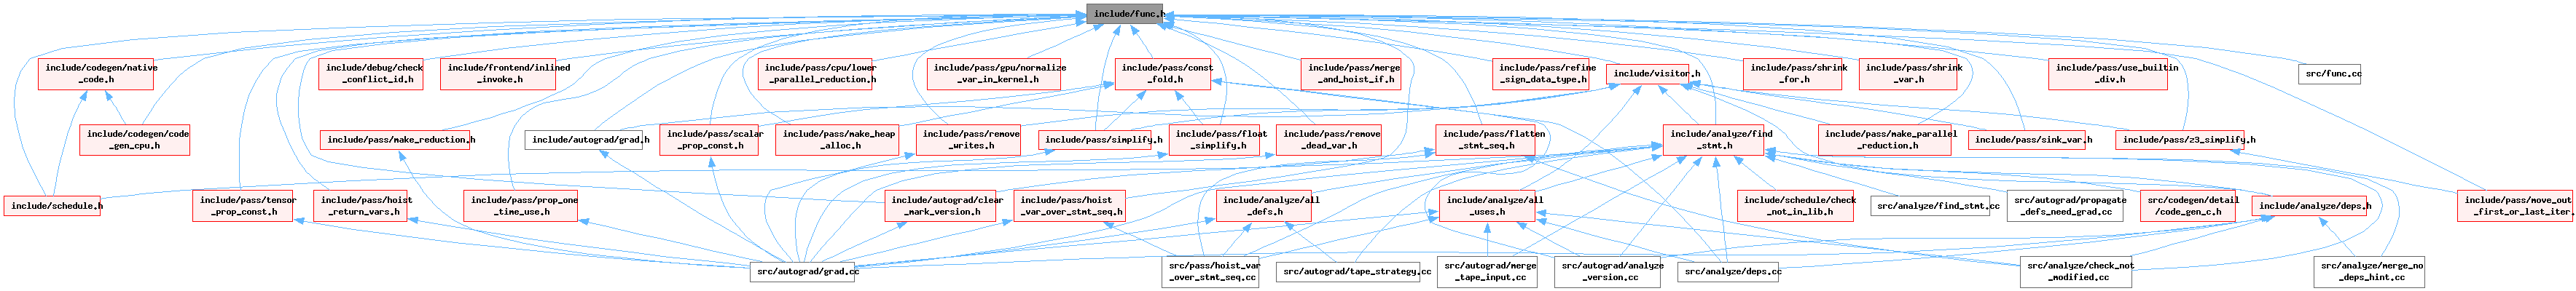 include/func.h
include/codegen/native
_code.h
include/debug/check
_conflict_id.h
include/frontend/inlined
_invoke.h
include/pass/cpu/lower
_parallel_reduction.h
include/pass/gpu/normalize
_var_in_kernel.h
include/pass/const
_fold.h
include/pass/merge
_and_hoist_if.h
include/pass/refine
_sign_data_type.h
include/visitor.h
include/pass/shrink
_for.h
include/pass/shrink
_var.h
include/pass/use_builtin
_div.h
src/func.cc
include/codegen/code
_gen_cpu.h
include/pass/make_reduction.h
include/autograd/grad.h
include/pass/scalar
_prop_const.h
include/pass/make_heap
_alloc.h
include/pass/remove
_writes.h
include/pass/simplify.h
include/pass/float
_simplify.h
include/pass/remove
_dead_var.h
include/pass/flatten
_stmt_seq.h
include/analyze/find
_stmt.h
include/pass/make_parallel
_reduction.h
include/pass/sink_var.h
include/pass/z3_simplify.h
include/schedule.h
include/pass/tensor
_prop_const.h
include/pass/hoist
_return_vars.h
include/pass/prop_one
_time_use.h
include/autograd/clear
_mark_version.h
include/pass/hoist
_var_over_stmt_seq.h
include/analyze/all
_defs.h
include/analyze/all
_uses.h
include/schedule/check
_not_in_lib.h
src/analyze/find_stmt.cc
src/autograd/propagate
_defs_need_grad.cc
src/codegen/detail
/code_gen_c.h
include/analyze/deps.h
include/pass/move_out
_first_or_last_iter.h
src/autograd/grad.cc
src/pass/hoist_var
_over_stmt_seq.cc
src/autograd/tape_strategy.cc
src/autograd/merge
_tape_input.cc
src/autograd/analyze
_version.cc
src/analyze/deps.cc
src/analyze/check_not
_modified.cc
src/analyze/merge_no
_deps_hint.cc